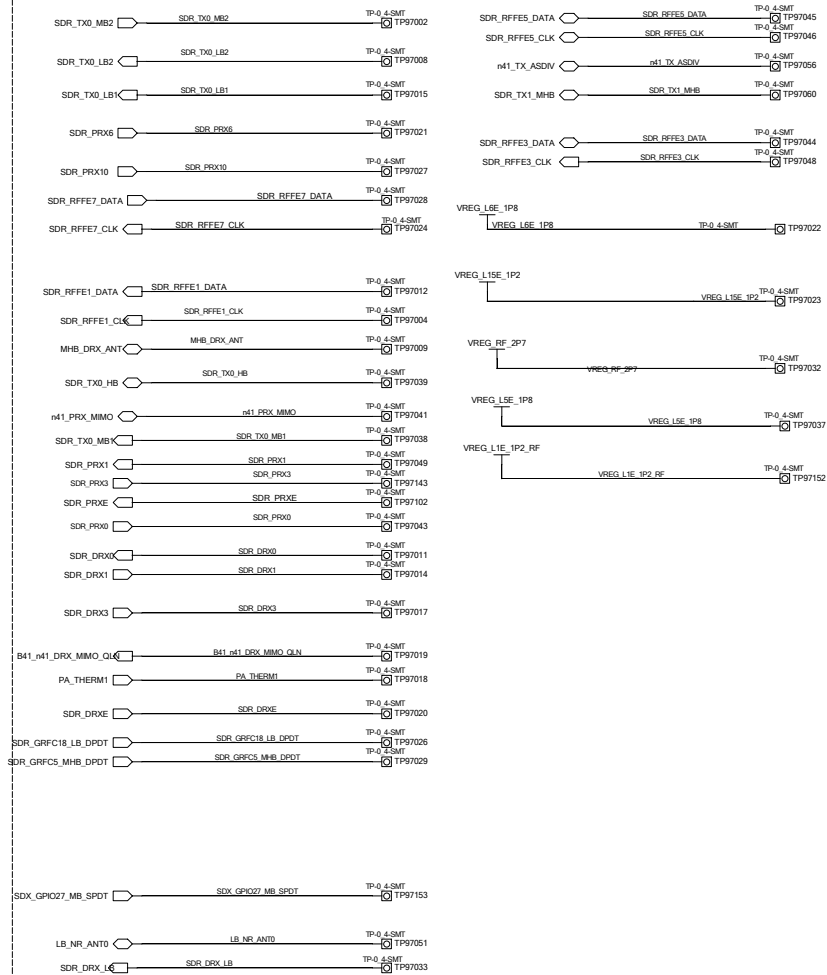 TP-0_4-SMT
SDR_TX0_MB2 SDR_TX0_MB2 TP97002
TP-0_4-SMT
SDR_TX0_LB2 SDR_TX0_LB2 TP97008
TP-0_4-SMT
SDR_TX0_LB1 SDR_TX0_LB1 TP97015
TP-0_4-SMT
SDR_PRX6 SDR_PRX6 TP97021
TP-0_4-SMT
SDR_PRX10 SDR_PRX10 TP97027
TP-0_4-SMT
SDR_RFFE7_DATA SDR_RFFE7_DATA TP97028
TP-0_4-SMT
SDR_RFFE7_CLK SDR_RFFE7_CLK TP97024
TP-0_4-SMT
SDR_RFFE1_DATA SDR_RFFE1_DATA TP97012
TP-0_4-SMT
SDR_RFFE1_CLK SDR_RFFE1_CLK TP97004
TP-0_4-SMT
MHB_DRX_ANT MHB_DRX_ANT TP97009
TP-0_4-SMT
SDR_TX0_HB SDR_TX0_HB TP97039
TP-0_4-SMT
n41_PRX_MIMO n41_PRX_MIMO TP97041
TP-0_4-SMT
SDR_TX0_MB1 SDR_TX0_MB1 TP97038
TP-0_4-SMT
SDR_PRX1 SDR_PRX1 TP97049
TP-0_4-SMT
SDR_PRX3 SDR_PRX3 TP97143
TP-0_4-SMT
SDR_PRXE SDR_PRXE TP97102
TP-0_4-SMT
SDR_PRX0 SDR_PRX0 TP97043
TP-0_4-SMT
SDR_DRX0 SDR_DRX0 TP97011
TP-0_4-SMT
SDR_DRX1 SDR_DRX1 TP97014
TP-0_4-SMT
SDR_DRX3 SDR_DRX3 TP97017
TP-0_4-SMT
B41_n41_DRX_MIMO_QLN B41_n41_DRX_MIMO_QLN TP97019
TP-0_4-SMT
PA_THERM1 PA_THERM1 TP97018
TP-0_4-SMT
SDR_DRXE SDR_DRXE TP97020
TP-0_4-SMT
SDR_GRFC18_LB_DPDT SDR_GRFC18_LB_DPDT TP97026
TP-0_4-SMT
SDR_GRFC5_MHB_DPDT SDR_GRFC5_MHB_DPDT TP97029
TP-0_4-SMT
SDX_GPIO27_MB_SPDT SDX_GPIO27_MB_SPDT TP97153
TP-0_4-SMT
LB_NR_ANT0 LB_NR_ANT0 TP97051
TP-0_4-SMT
SDR_DRX_LB SDR_DRX_LB TP97033
TP-0_4-SMT
SDR_RFFE5_DATA SDR_RFFE5_DATA TP97045
TP-0_4-SMT
SDR_RFFE5_CLK SDR_RFFE5_CLK TP97046
TP-0_4-SMT
n41_TX_ASDIV n41_TX_ASDIV TP97056
TP-0_4-SMT
SDR_TX1_MHB SDR_TX1_MHB TP97060
TP-0_4-SMT
SDR_RFFE3_DATA SDR_RFFE3_DATA TP97044
TP-0_4-SMT
SDR_RFFE3_CLK SDR_RFFE3_CLK TP97048
VREG_L6E_1P8
VREG_L6E_1P8 TP-0_4-SMT TP97022
VREG_L15E_1P2
TP-0_4-SMT
VREG_L15E_1P2 TP97023
VREG_RF_2P7
TP-0_4-SMT
VREG_RF_2P7 TP97032
VREG_L5E_1P8
TP-0_4-SMT
VREG_L5E_1P8 TP97037
VREG_L1E_1P2_RF
TP-0_4-SMT
VREG_L1E_1P2_RF TP97152